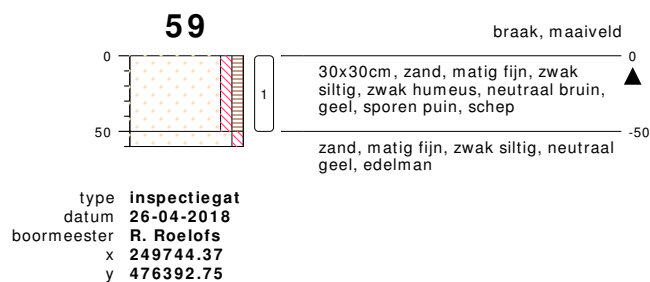 59
braak, maaiveld
0
0
30x30cm, zand, matig fijn, zwak
siltig, zwak humeus, neutraal bruin,
geel, sporen puin, schep
1
50
-50
zand, matig fijn, zwak siltig, neutraal
geel, edelman
type inspectiegat
datum 26-04-2018
boormeester R. Roelofs
x 249744.37
y 476392.75